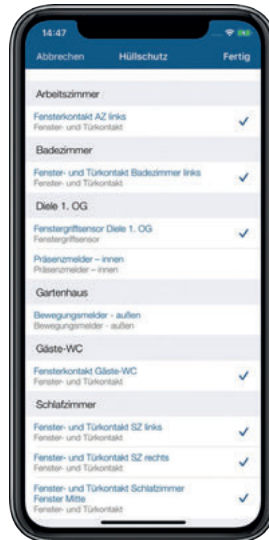 14:47
Abbrechen Hüllschutz Fertig
Arbeitszimmer
Fensterkontakt AZ links
Fenster- und Türkontakt
Badezimmer
Fenster- und Türkontakt Badezimmer links
Fenster- und Türkontakt
Diele 1. OG
Fenstergriffsensor Diele 1. OG
Fenstergriffsensor
Präsenzmelder – innen
Präsenzmelder – innen
Gartenhaus
Bewegungsmelder - außen
Bewegungsmelder - außen
Gäste-WC
Fensterkontakt Gäste-WC
Fenster- und Türkontakt
Schlafzimmer
Fenster- und Türkontakt SZ links
Fenster- und Türkontakt
Fenster- und Türkontakt SZ rechts
Fenster- und Türkontakt
Fenster- und Türkontakt Schlafzimmer
Fenster Mitte
Fenster- und Türkontakt